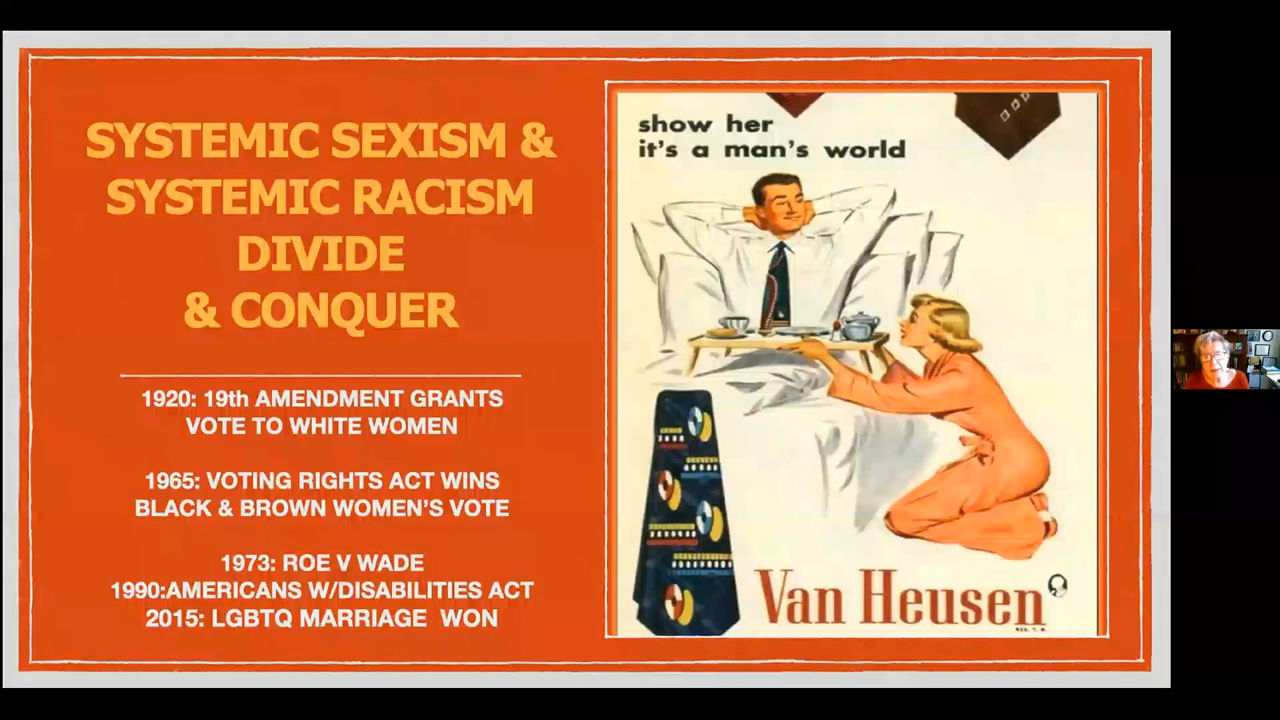 SYSTEMIC SEXISM &
SYSTEMIC RACISM
DIVIDE
& CONQUER
1920: 19th AMENDMENT GRANTS
VOTE TO WHITE WOMEN
1965: VOTING RIGHTS ACT WINS
BLACK & BROWN WOMEN'S VOTE
1973: ROE V WADE
1990:AMERICANS W/DISABILITIES ACT
2015: LGBTQ MARRIAGE WON
show her
it's a man's world
Van Heusen
REG. T. M.